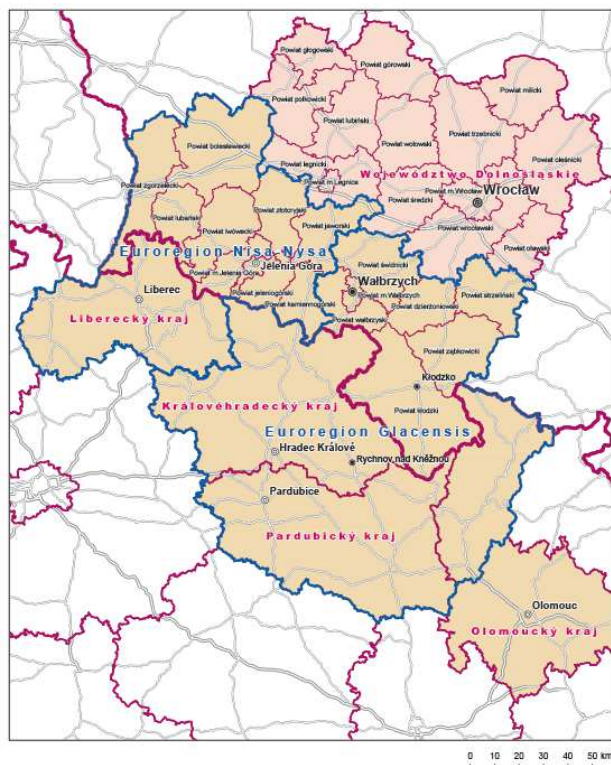 Powiat głogowski
Powiat górowski
Powiat polkowicki
Powiat milicki
Powiat lubiński
Powiat trzebnicki
Powiat bolesławiecki
Powiat wołowski
Powiat oleśnicki
Powiat legnicki
Województwo Dolnośląskie
Powiat zgorzelecki
Powiat m.Legnica
Powiat m.Wrocław
Wrocław
Powiat średzki
Powiat lubański
Powiat złotoryjski
Powiat lwówecki
Powiat jaworski
Powiat wrocławski
Powiat oławski
Euroregion Nisa Nysa
Powiat m.Jelenia Góra
Jelenia Góra
Powiat świdnicki
Powiat jeleniogórski
Wałbrzych
Powiat m.Wałbrzych
Powiat strzeliński
Liberec
Powiat kamiennogórski
Powiat dzierżoniowski
Liberecký kraj
Powiat wałbrzyski
Powiat ząbkowicki
Kłodzko
Královéhradecký kraj
Powiat kłodzki
Euroregion Glacensis
Hradec Králové
Rychnov nad Kněžnou
Pardubice
Pardubický kraj
Olomouc
Olomoucký kraj
0 10 20 30 40 50 km